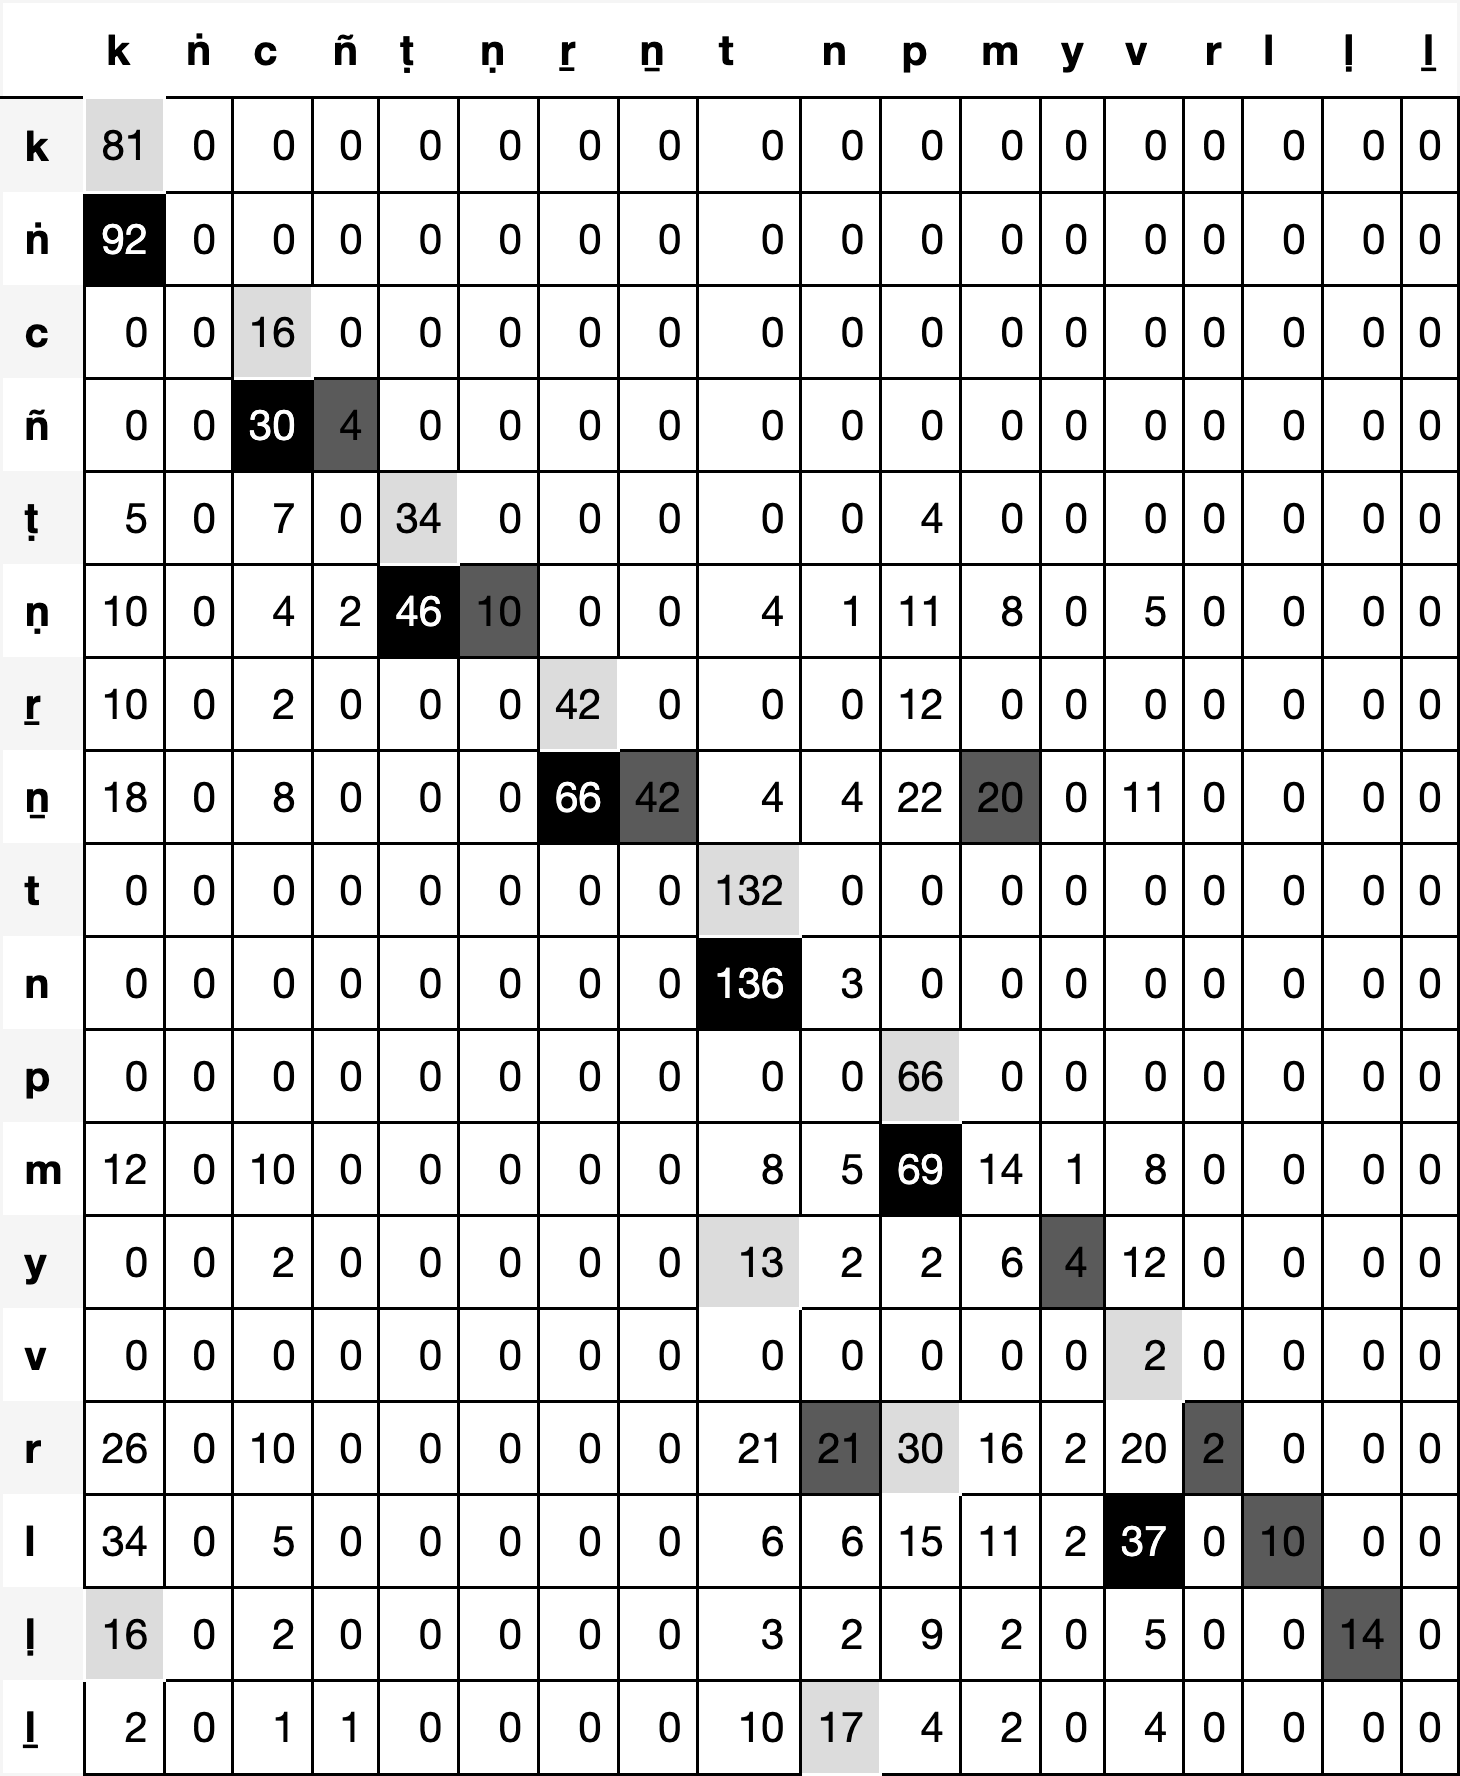 k ṅ c ñ ṭ ṇ ṟ ṉ t n p m y v r l ḷ ḻ
k 81 0 0 0 0 0 0 0 0 0 0 0 0 0 0 0 0 0
ṅ 92 0 0 0 0 0 0 0 0 0 0 0 0 0 0 0 0 0
c 0 0 16 0 0 0 0 0 0 0 0 0 0 0 0 0 0 0
ñ 0 0 30 4 0 0 0 0 0 0 0 0 0 0 0 0 0 0
ṭ 5 0 7 0 34 0 0 0 0 0 4 0 0 0 0 0 0 0
ṇ 10 0 4 2 46 10 0 0 4 1 11 8 0 5 0 0 0 0
ṟ 10 0 2 0 0 0 42 0 0 0 12 0 0 0 0 0 0 0
ṉ 18 0 8 0 0 0 66 42 4 4 22 20 0 11 0 0 0 0
t 0 0 0 0 0 0 0 0 132 0 0 0 0 0 0 0 0 0
n 0 0 0 0 0 0 0 0 136 3 0 0 0 0 0 0 0 0
p 0 0 0 0 0 0 0 0 0 0 66 0 0 0 0 0 0 0
m 12 0 10 0 0 0 0 0 8 5 69 14 1 8 0 0 0 0
y 0 0 2 0 0 0 0 0 13 2 2 6 4 12 0 0 0 0
v 0 0 0 0 0 0 0 0 0 0 0 0 0 2 0 0 0 0
r 26 0 10 0 0 0 0 0 21 21 30 16 2 20 2 0 0 0
l 34 0 5 0 0 0 0 0 6 6 15 11 2 37 0 10 0 0
ḷ 16 0 2 0 0 0 0 0 3 2 9 2 0 5 0 0 14 0
ḻ 2 0 1 1 0 0 0 0 10 17 4 2 0 4 0 0 0 0